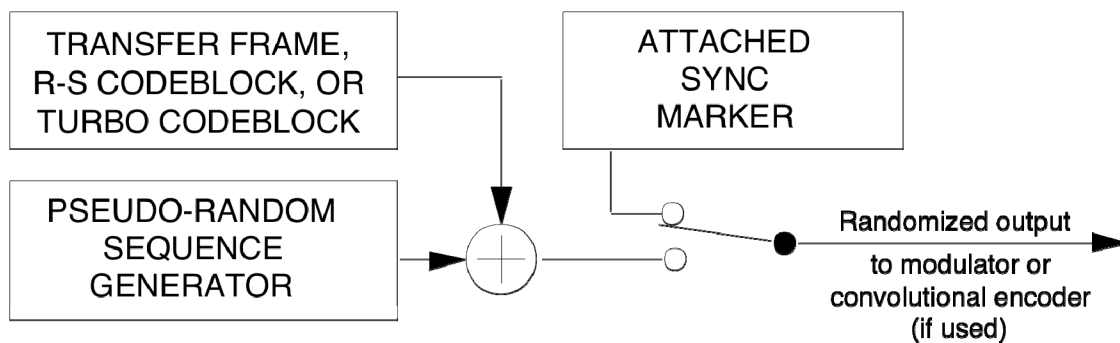 TRANSFER FRAME,
R-S CODEBLOCK, OR
TURBO CODEBLOCK
ATTACHED
SYNC
MARKER
PSEUDO-RANDOM
SEQUENCE
GENERATOR
Randomized output
to modulator or
convolutional encoder
(if used)